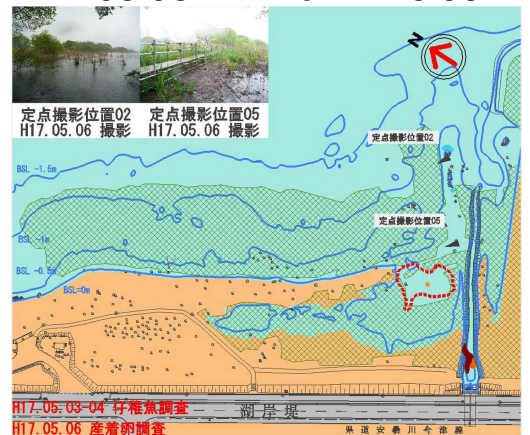 定点撮影位置02
H17.05.06 撮影
定点撮影位置05
H17.05.06 撮影
N
定点撮影位置02
定点撮影位置05
BSL -1.5m
BSL -1m
BSL -0.5m
BSL=0m
H17.05.03-04 仔稚魚調査
H17.05.06 産着卵調査
湖岸堤
県道安曇川今津線